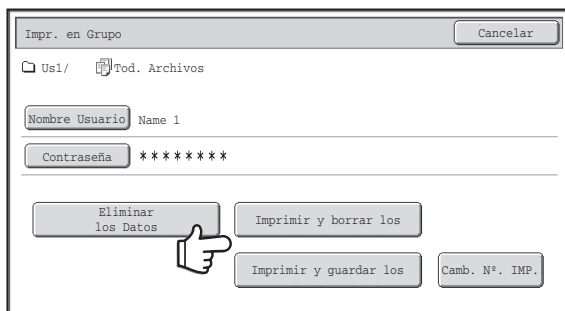 Impr. en Grupo
Cancelar
Us1/ Tod. Archivos
Nombre Usuario Name 1
Contraseña ********
Eliminar
los Datos
Imprimir y borrar los
Imprimir y guardar los
Camb. Nº. IMP.